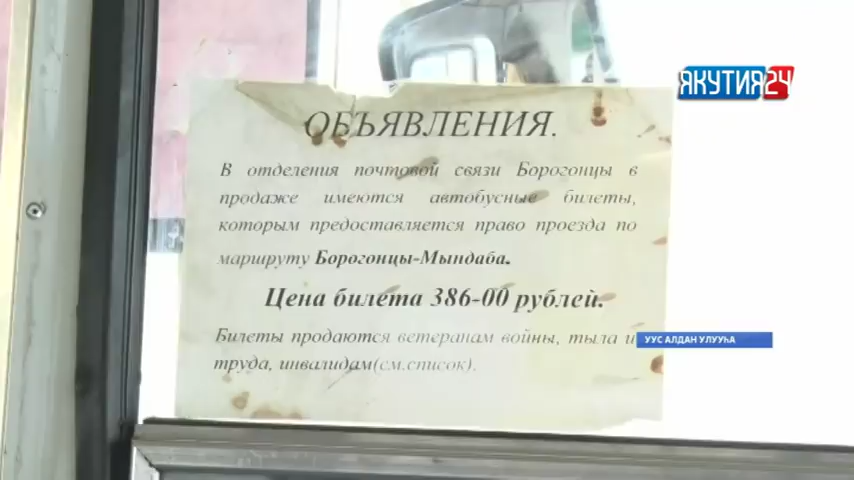 ЯКУТИЯ24
ОБЪЯВЛЕНИЯ.
В отделения почтовой связи Борогонцы в
продаже имеются автобусные билеты,
которым предоставляется право проезда по
маршруту Борогонцы-Мындаба.
Цена билета 386-00 рублей.
Билеты продаются ветеранам войны, тыла и
труда, инвалидам(см.список).
УУС АЛДАН УЛУУҺА